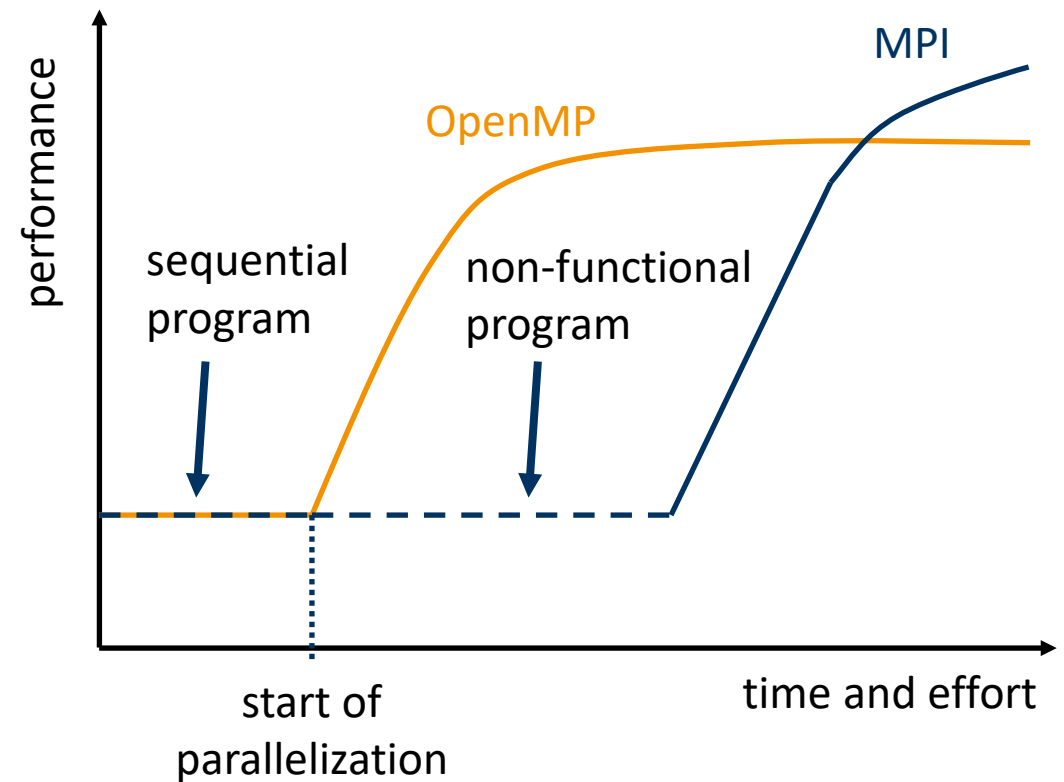 MPI
OpenMP
performance
sequential
program
non-functional
program
start of
parallelization
time and effort